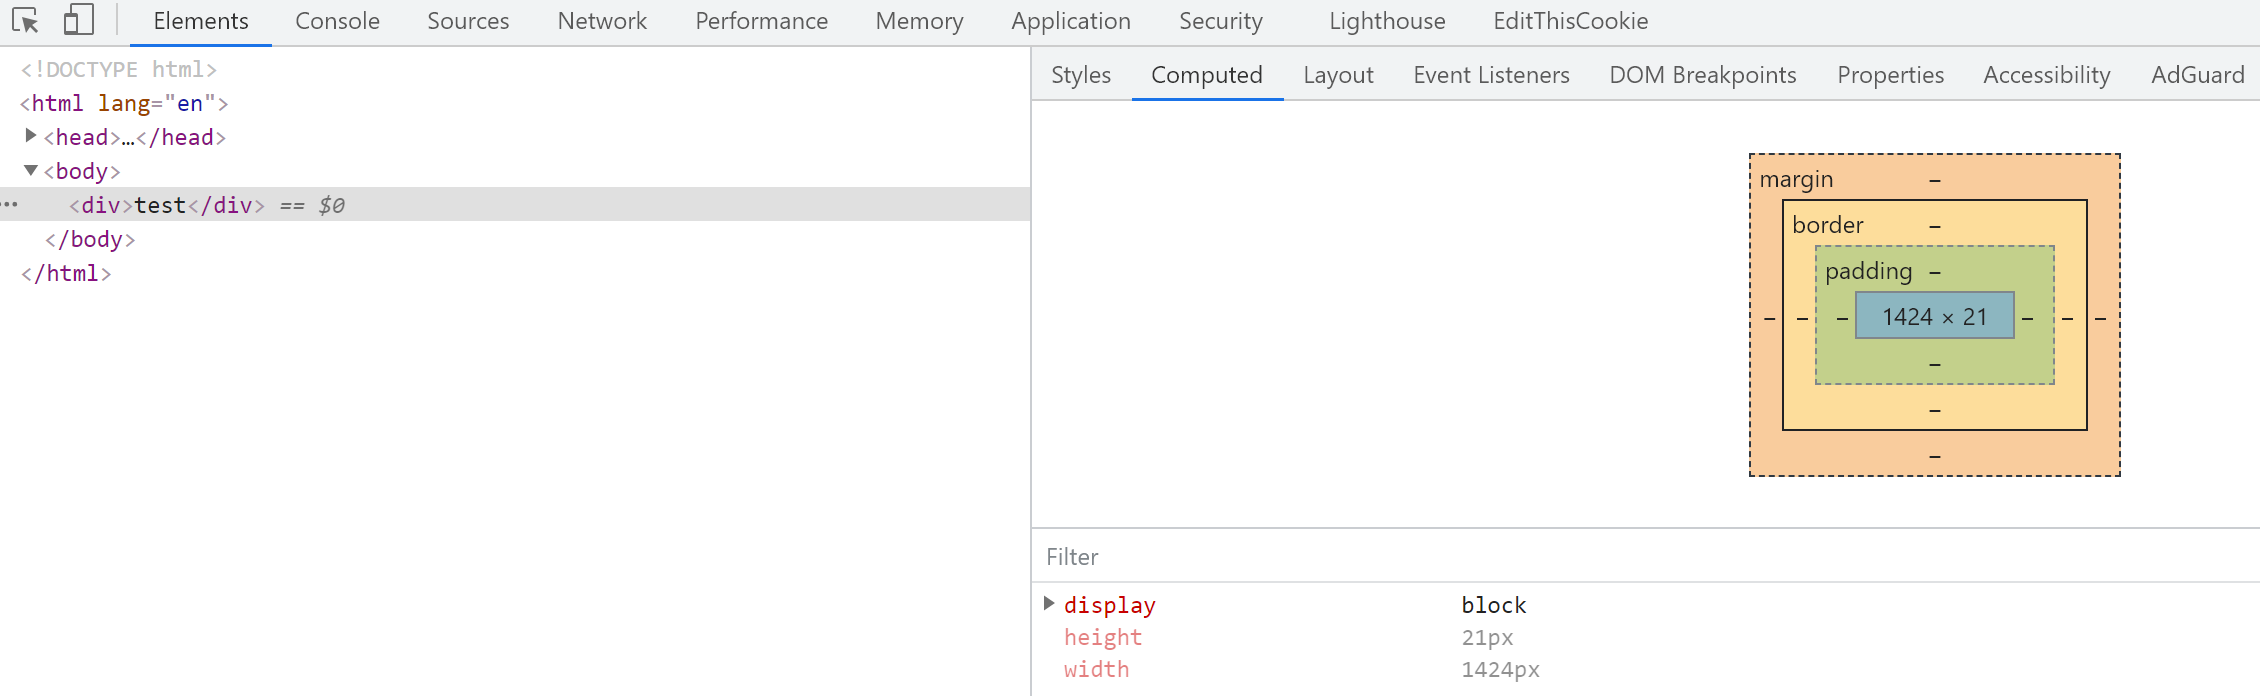 Elements Console Sources Network Performance Memory Application Security Lighthouse EditThisCookie
<!DOCTYPE html>
<html lang="en">
<head>…</head>
<body>
<div>test</div> == $0
</body>
</html>
Styles Computed Layout Event Listeners DOM Breakpoints Properties Accessibility AdGuard
margin –
border –
padding –
– – – 1424 × 21 – – –
–
–
–
Filter
display block
height 21px
width 1424px